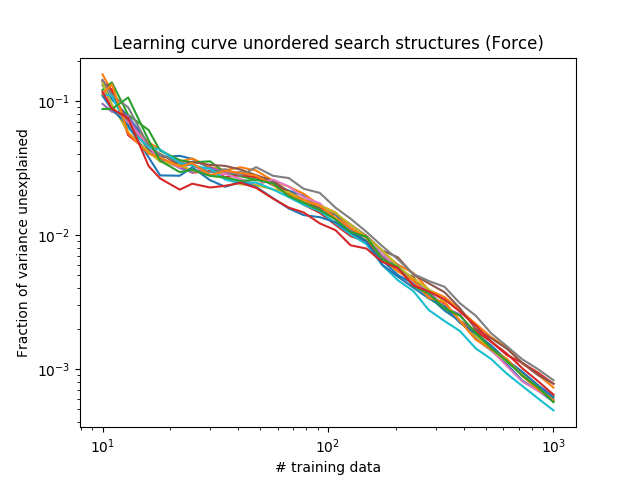 Learning curve unordered search structures (Force)
Fraction of variance unexplained
10⁻¹
10⁻²
10⁻³
10¹
10²
10³
# training data